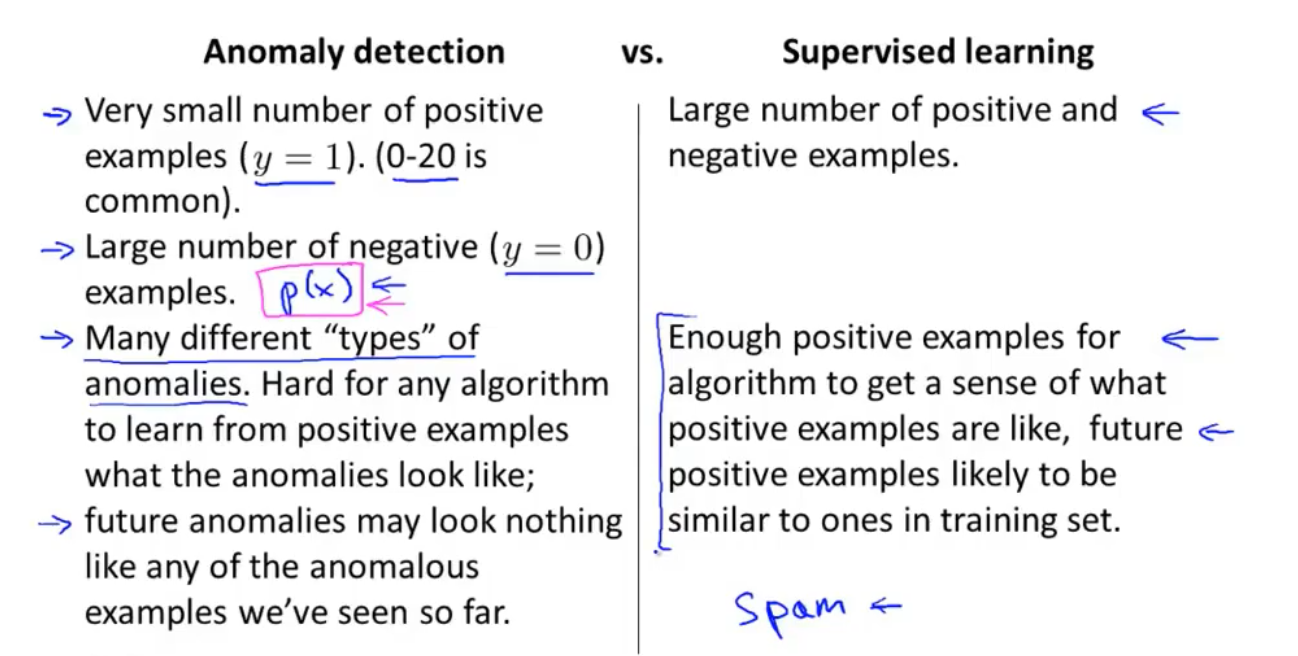 Anomaly detection vs. Supervised learning
Very small number of positive
examples (y = 1). (0-20 is
common).
Large number of negative (y = 0)
examples. p(x)
Many different “types” of
anomalies. Hard for any algorithm
to learn from positive examples
what the anomalies look like;
future anomalies may look nothing
like any of the anomalous
examples we’ve seen so far.
Large number of positive and
negative examples.
Enough positive examples for
algorithm to get a sense of what
positive examples are like, future
positive examples likely to be
similar to ones in training set.
Spam